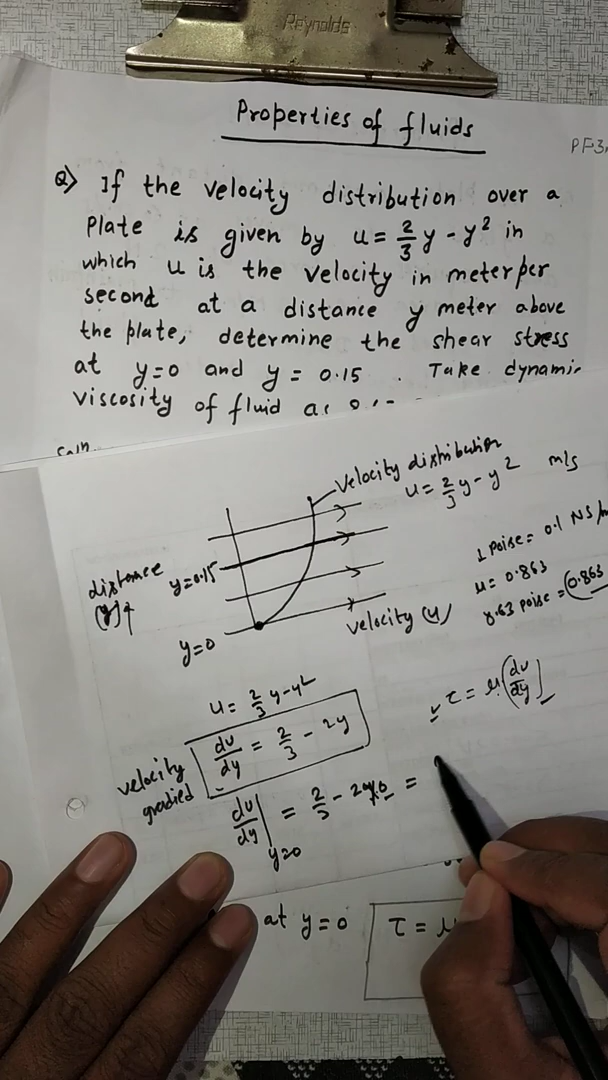 Reynolds
Properties of fluids
PF3
Q) If the velocity distribution over a
plate is given by u = 2/3 y - y² in
which u is the velocity in meter per
second at a distance y meter above
the plate, determine the shear stress
at y=0 and y = 0.15 . Take dynamic
viscosity of fluid as
Soln.
velocity distribution
u = 2/3 y - y² m/s
distance
(y)↑
y=0.15
y=0
velocity (u)
1 Poise = 0.1 NS/
μ = 0.863
8.63 poise = 0.863
u = 2/3 y - y²
du/dy = 2/3 - 2y
velocity
gradient
τ = μ(du/dy)
du/dy | y=0 = 2/3 - 2×0 =
at y=0
τ = μ